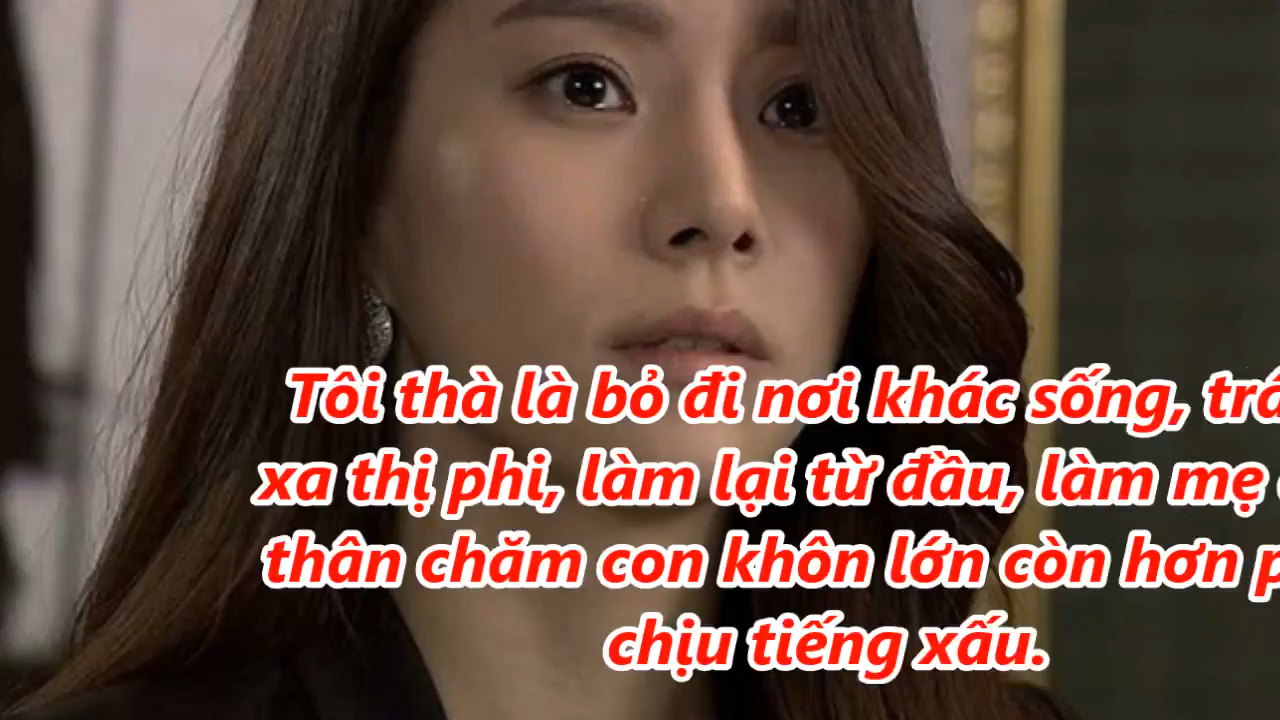 Tôi thà là bỏ đi nơi khác sống,
xa thị phi, làm lại từ đầu, làm mẹ
thân chăm con khôn lớn còn hơn
chịu tiếng xấu.